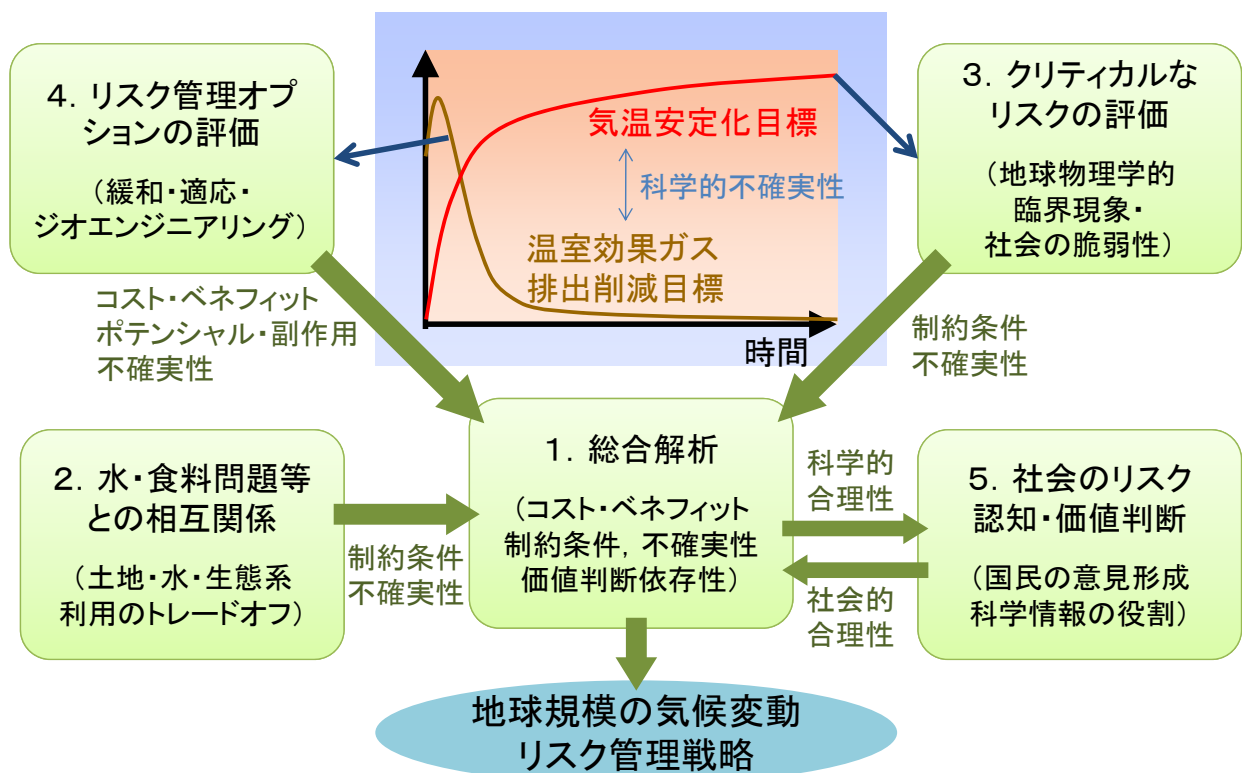 4．リスク管理オプ
ションの評価
（緩和・適応・
ジオエンジニアリング）
気温安定化目標
科学的不確実性
温室効果ガス
排出削減目標
時間
3．クリティカルな
リスクの評価
（地球物理学的
臨界現象・
社会の脆弱性）
コスト・ベネフィット
ポテンシャル・副作用
不確実性
制約条件
不確実性
2．水・食料問題等
との相互関係
（土地・水・生態系
利用のトレードオフ）
制約条件
不確実性
1．総合解析
（コスト・ベネフィット
制約条件，不確実性
価値判断依存性）
科学的
合理性
社会的
合理性
5．社会のリスク
認知・価値判断
（国民の意見形成
科学情報の役割）
地球規模の気候変動
リスク管理戦略